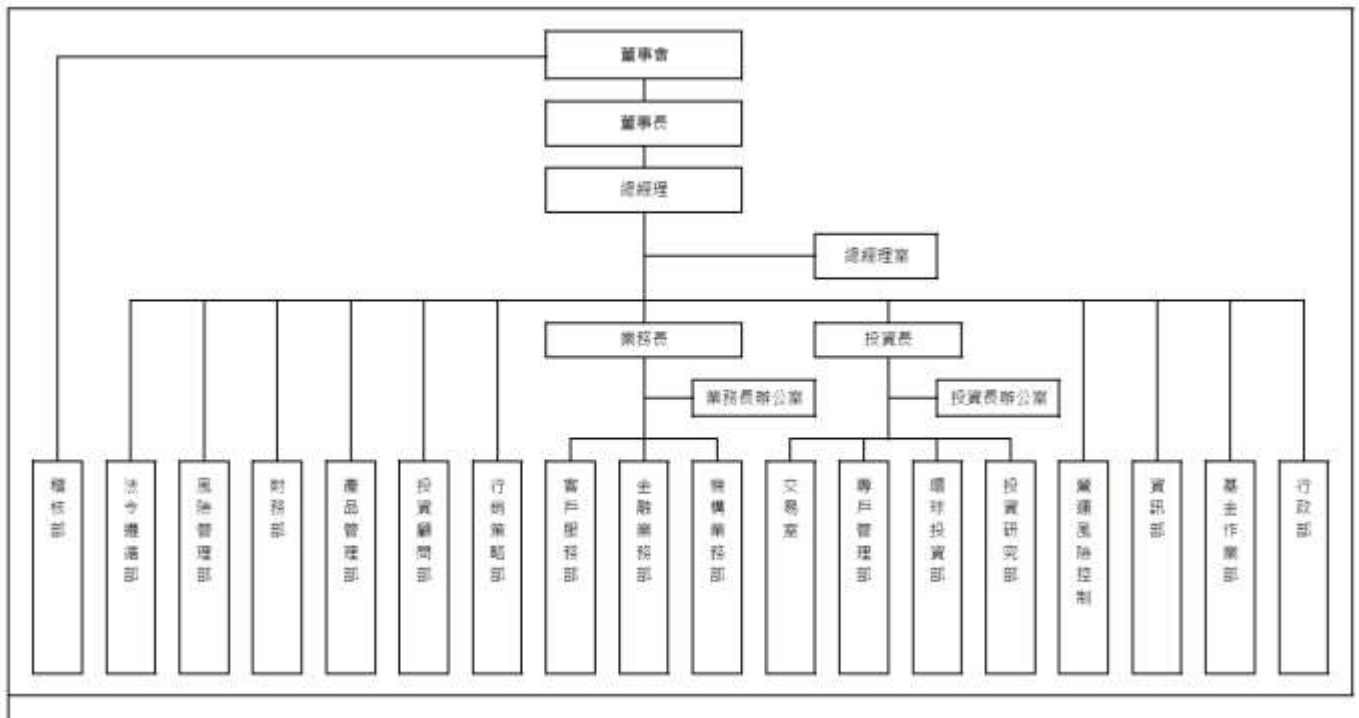 董事會
董事長
總經理
總經理室
業務長
投資長
業務長辦公室
投資長辦公室
稽核部
法令遵循部
風險管理部
財務部
產品管理部
投資顧問部
行銷策略部
客戶服務部
金融業務部
機構業務部
交易室
專戶管理部
環球投資部
投資研究部
營運風險控制
資訊部
基金作業部
行政部